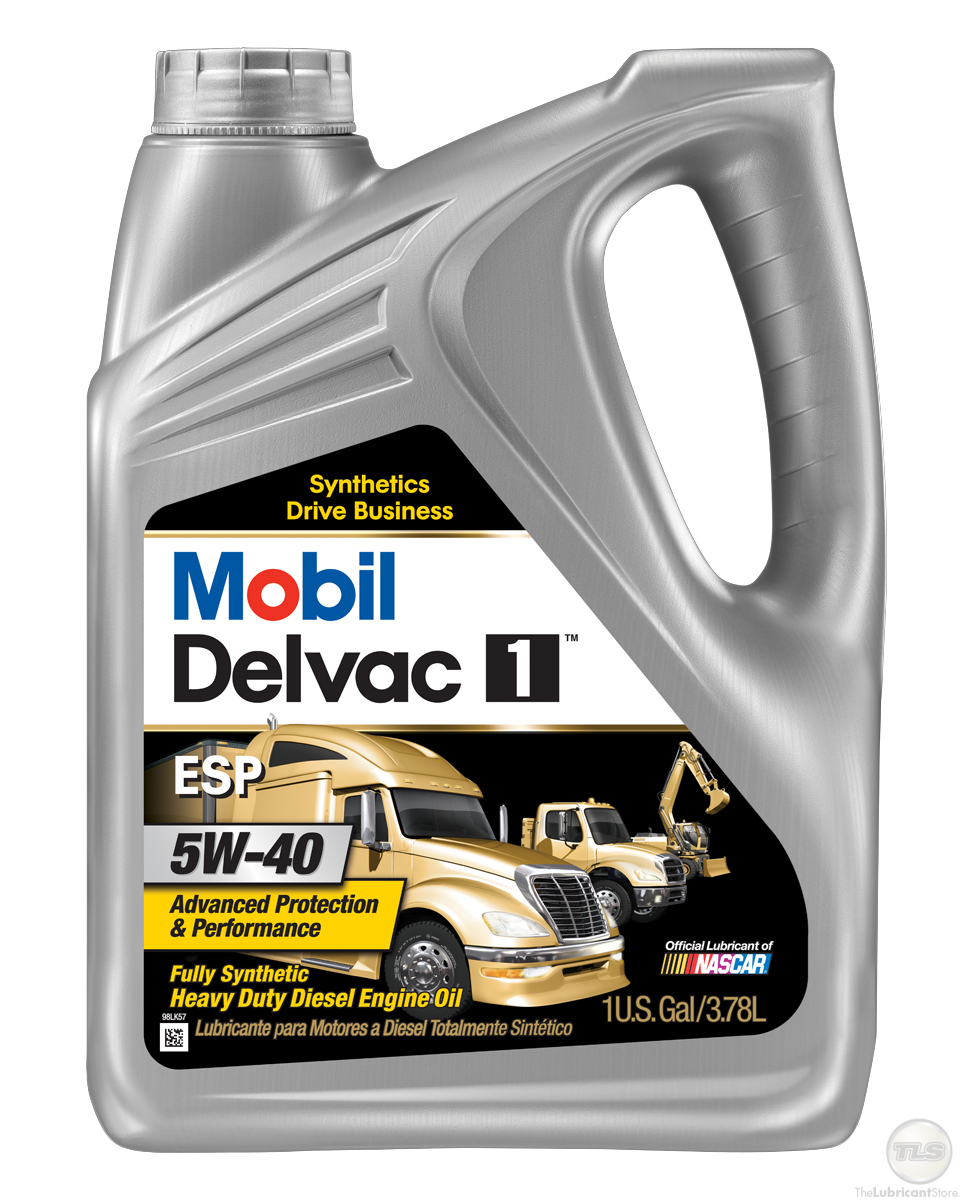 Synthetics
Drive Business
Mobil
Delvac 1™
ESP
5W-40
Advanced Protection
& Performance
Official Lubricant of
NASCAR
Fully Synthetic
Heavy Duty Diesel Engine Oil
1 U.S. Gal/3.78L
98LK57
Lubricante para Motores a Diesel Totalmente Sintético
TLS
TheLubricantStore